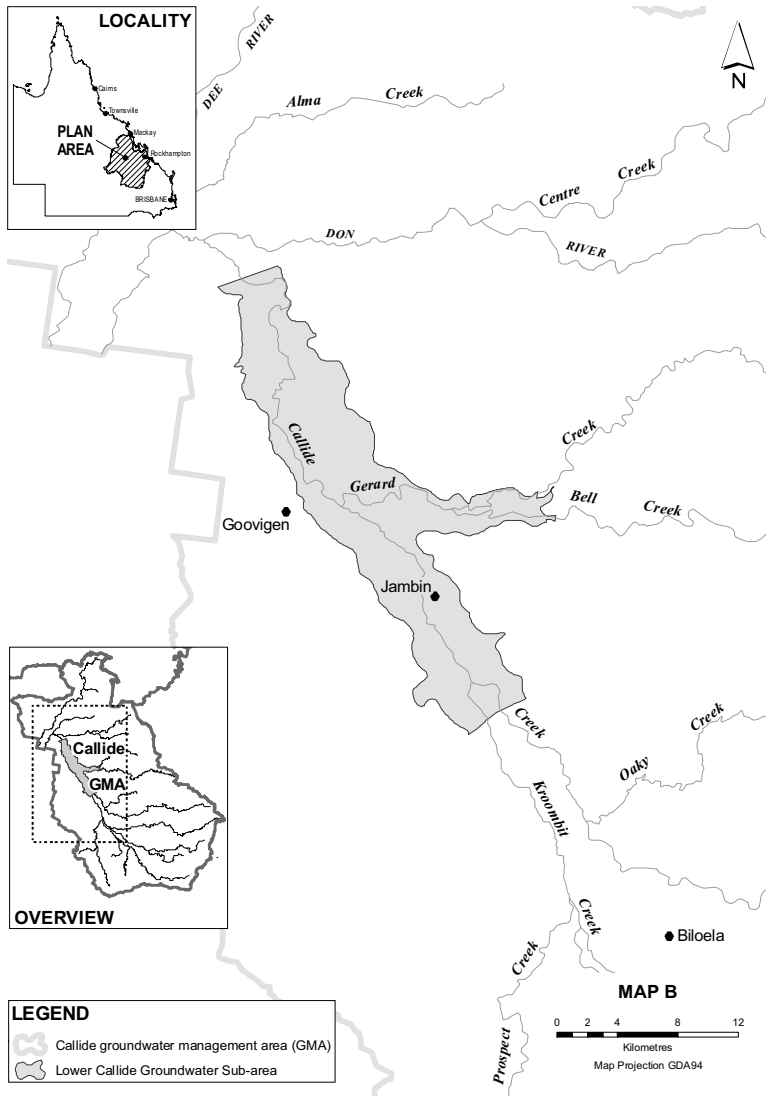 LOCALITY
Cairns
Townsville
Mackay
PLAN
AREA
Rockhampton
BRISBANE
DEE RIVER
Alma Creek
N
Centre Creek
DON RIVER
Callide
Creek
Gerard
Bell Creek
Goovigen
Jambin
Creek
Oaky Creek
Kroombit
Creek
Creek
Prospect
Biloela
Callide
GMA
OVERVIEW
MAP B
0 2 4 8 12
Kilometres
Map Projection GDA94
LEGEND
Callide groundwater management area (GMA)
Lower Callide Groundwater Sub-area